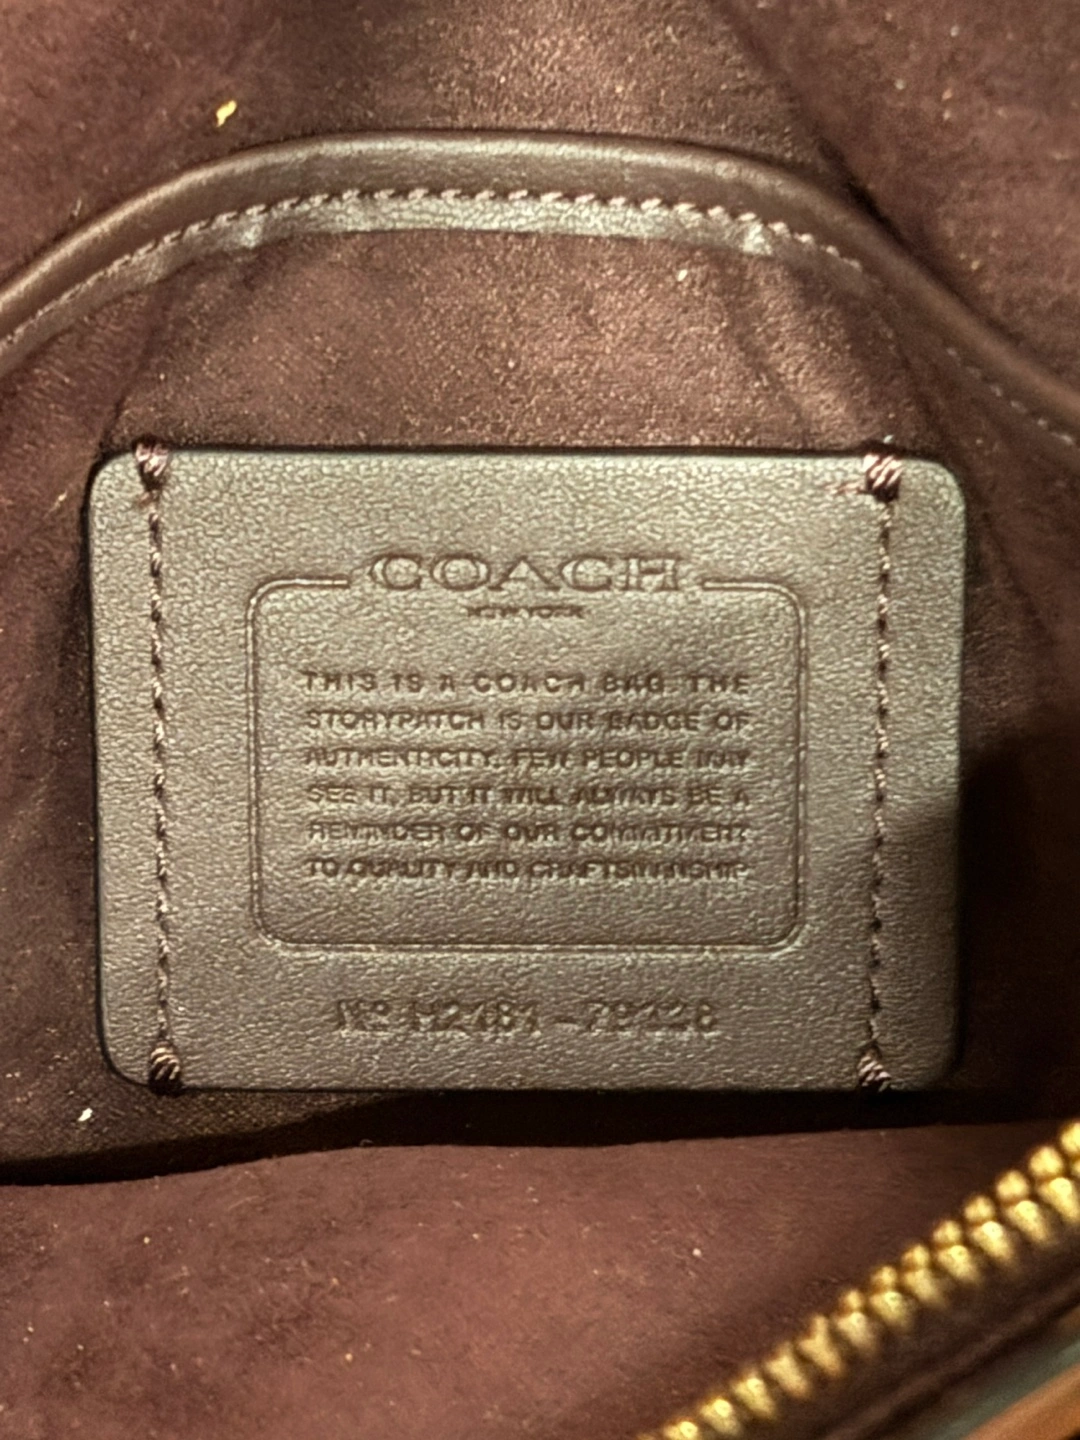 COACH
NEW YORK
THIS IS A COACH BAG. THE
STORYPATCH IS OUR BADGE OF
AUTHENTICITY. FEW PEOPLE MAY
SEE IT, BUT IT WILL ALWAYS BE A
REMINDER OF OUR COMMITMENT
TO QUALITY AND CRAFTSMANSHIP.
Nº